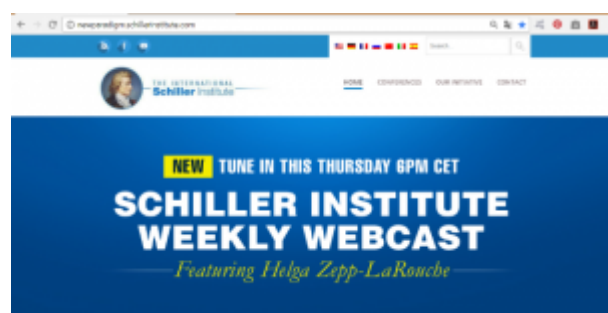 newparadigm.schillerinstitute.com
Search
THE INTERNATIONAL
Schiller Institute
HOME CONFERENCES OUR INITIATIVE CONTACT
NEW TUNE IN THIS THURSDAY 6PM CET
SCHILLER INSTITUTE
WEEKLY WEBCAST
Featuring Helga Zepp-LaRouche